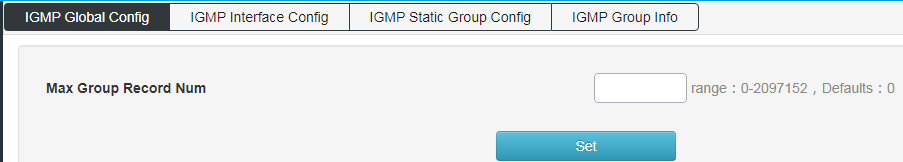 IGMP Global Config IGMP Interface Config IGMP Static Group Config IGMP Group Info
Max Group Record Num range：0-2097152，Defaults：0
Set